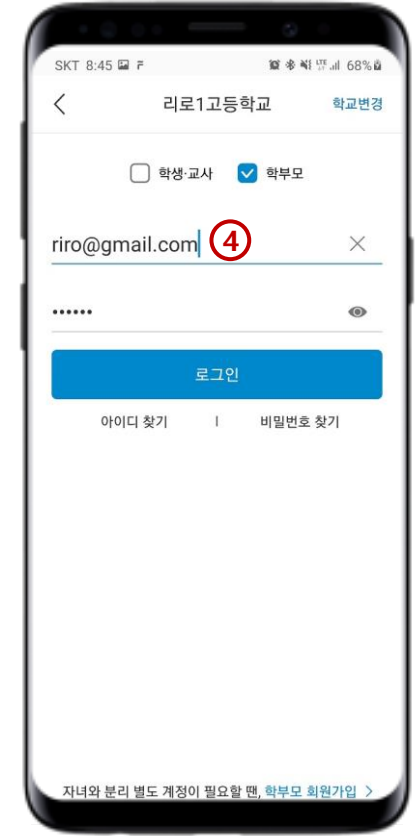 SKT 8:45
68%
리로1고등학교 학교변경
학생·교사 학부모
riro@gmail.com ④
••••••
로그인
아이디 찾기 | 비밀번호 찾기
자녀와 분리 별도 계정이 필요할 땐, 학부모 회원가입 >